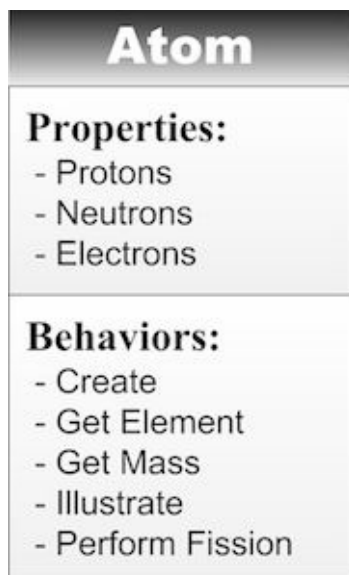 Atom
Properties:
- Protons
- Neutrons
- Electrons
Behaviors:
- Create
- Get Element
- Get Mass
- Illustrate
- Perform Fission